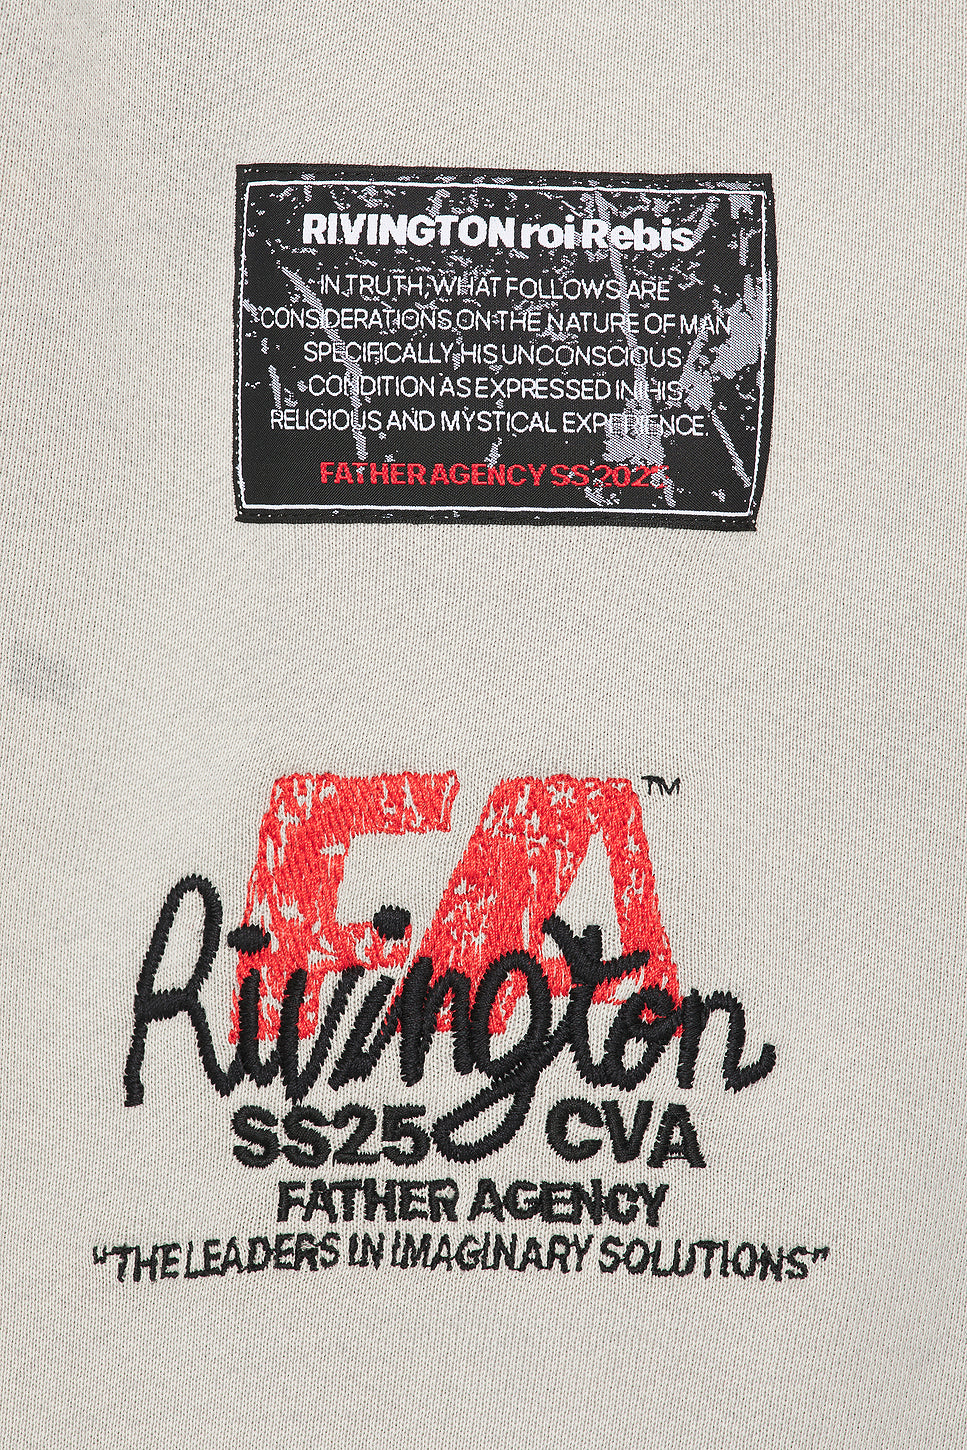 RIVINGTON roi Rebis
IN TRUTH, WHAT FOLLOWS ARE
CONSIDERATIONS ON THE NATURE OF MAN
SPECIFICALLY HIS UNCONSCIOUS
CONDITION AS EXPRESSED IN HIS
RELIGIOUS AND MYSTICAL EXPERIENCE.
FATHER AGENCY SS 2025
FA™
Rivington
SS25 CVA
FATHER AGENCY
"THE LEADERS IN IMAGINARY SOLUTIONS"